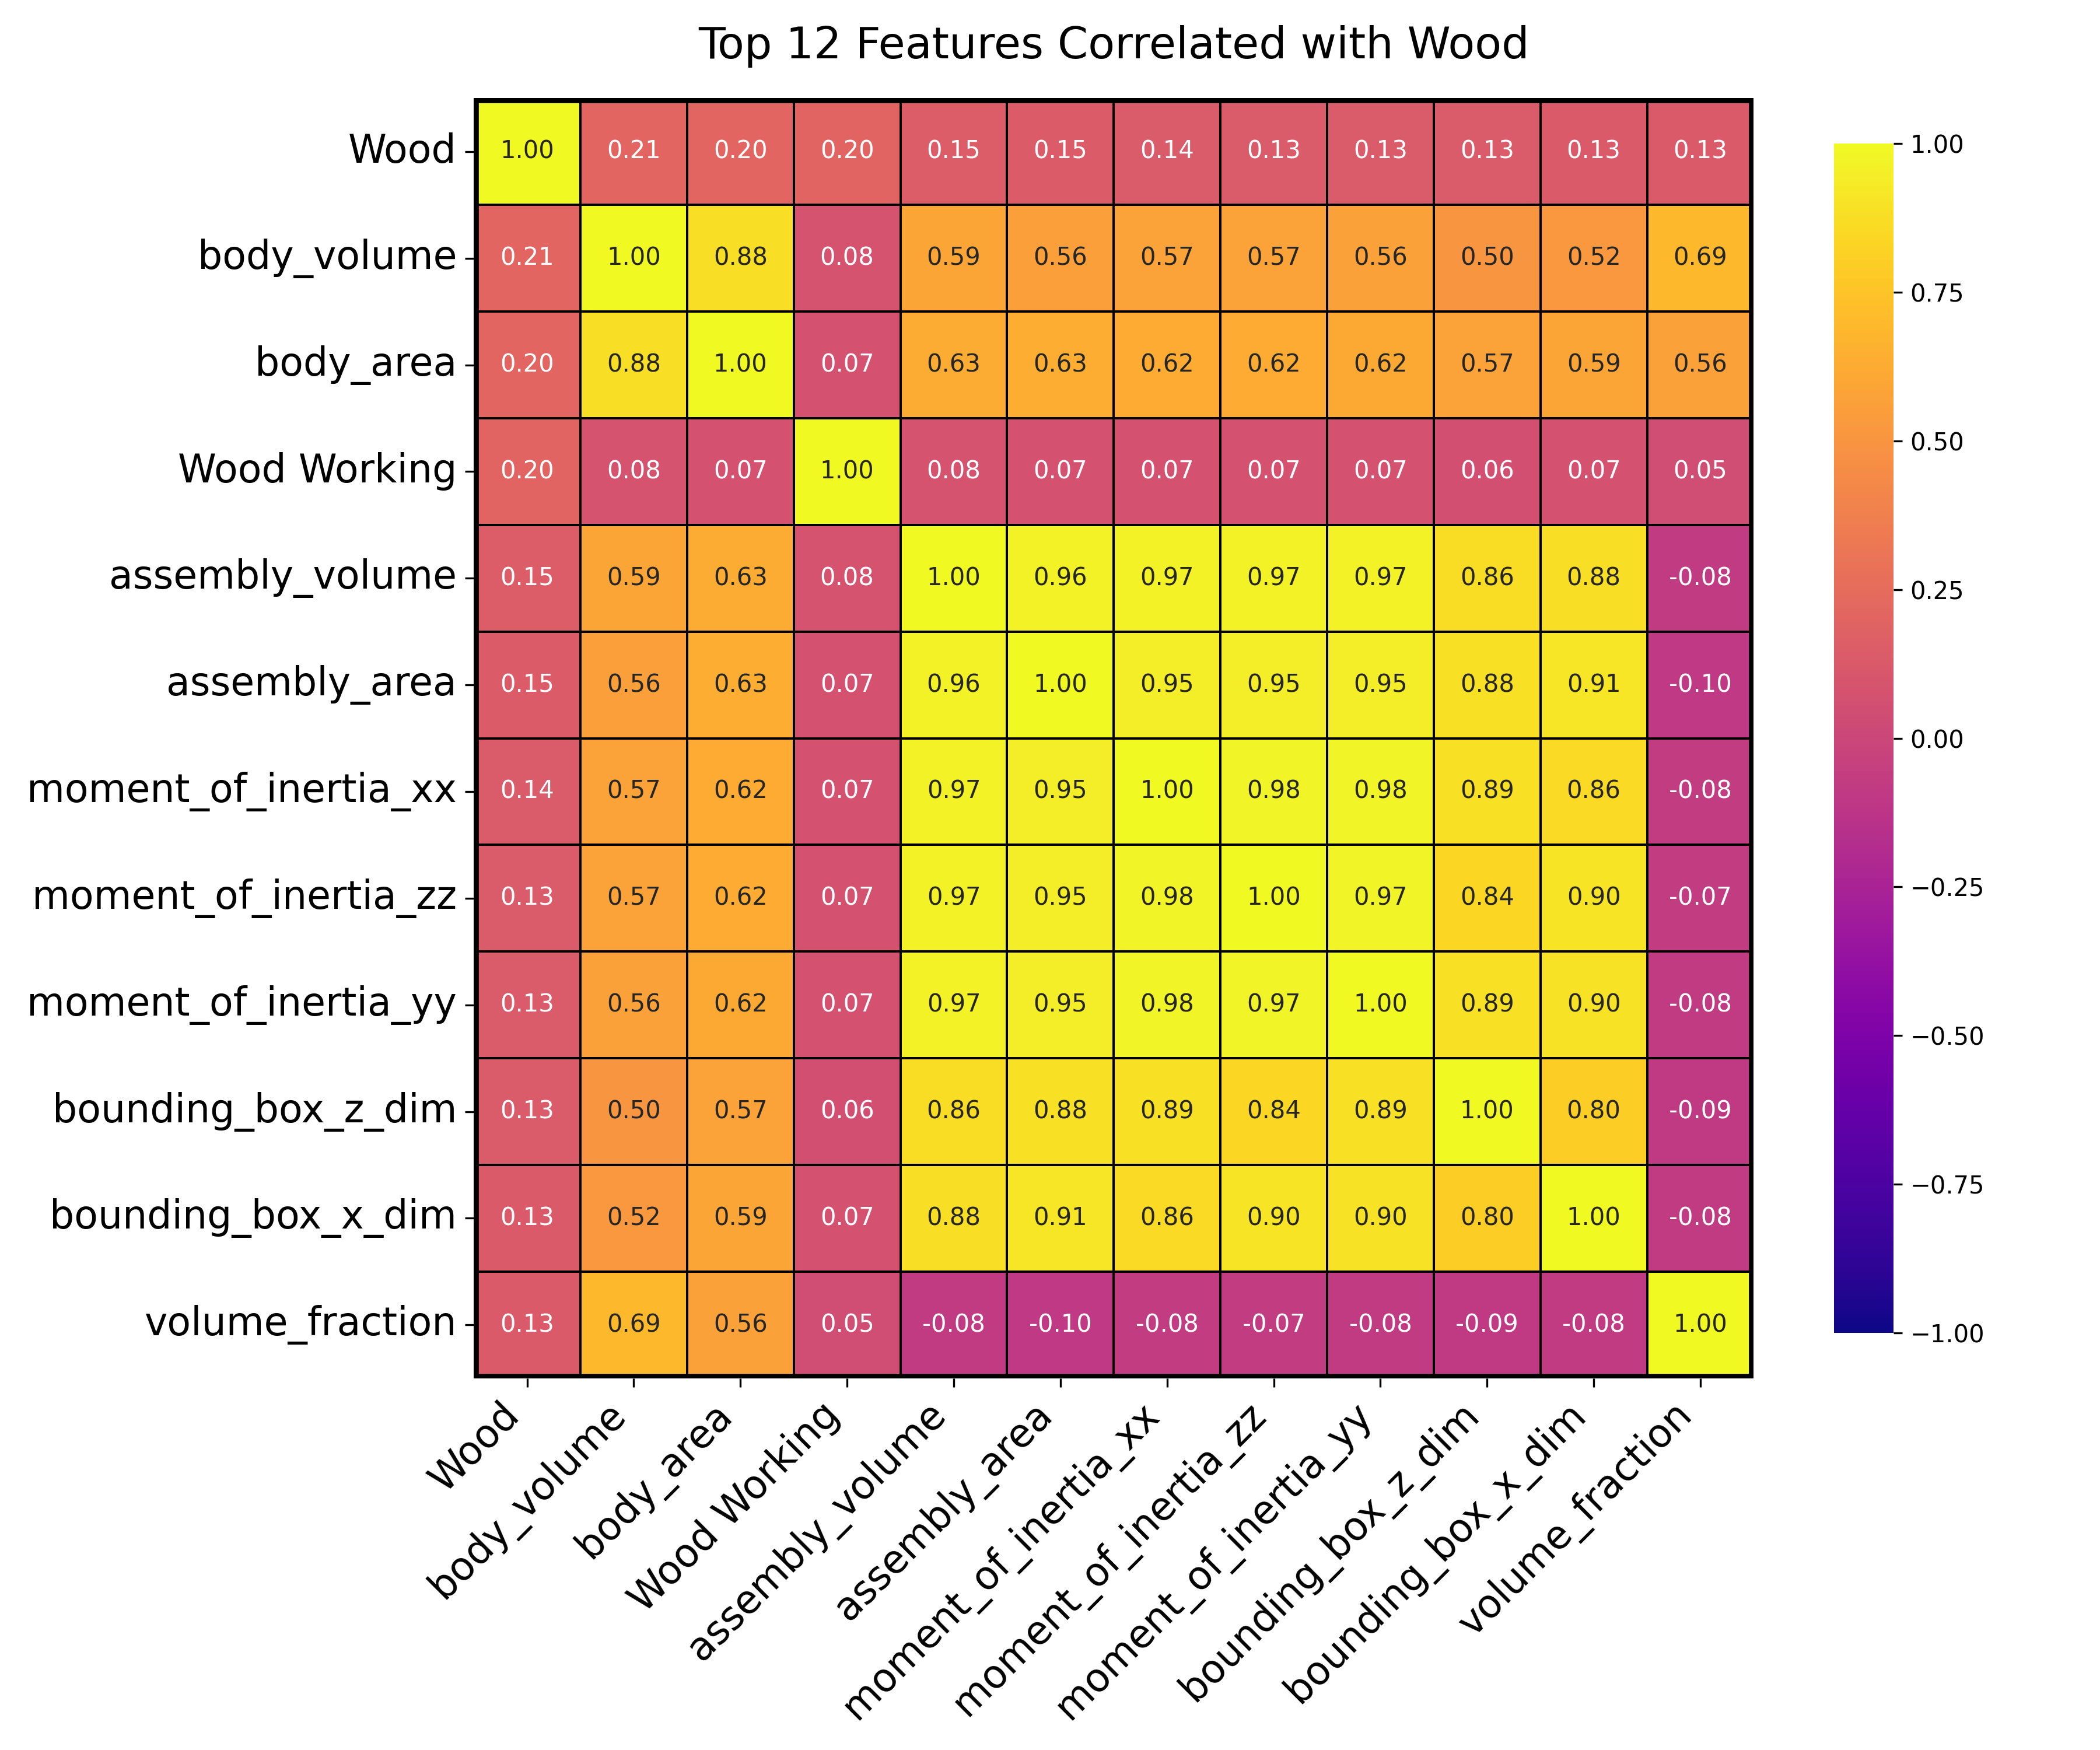 Top 12 Features Correlated with Wood
Wood 1.00 0.21 0.20 0.20 0.15 0.15 0.14 0.13 0.13 0.13 0.13 0.13
body_volume 0.21 1.00 0.88 0.08 0.59 0.56 0.57 0.57 0.56 0.50 0.52 0.69
body_area 0.20 0.88 1.00 0.07 0.63 0.63 0.62 0.62 0.62 0.57 0.59 0.56
Wood Working 0.20 0.08 0.07 1.00 0.08 0.07 0.07 0.07 0.07 0.06 0.07 0.05
assembly_volume 0.15 0.59 0.63 0.08 1.00 0.96 0.97 0.97 0.97 0.86 0.88 -0.08
assembly_area 0.15 0.56 0.63 0.07 0.96 1.00 0.95 0.95 0.95 0.88 0.91 -0.10
moment_of_inertia_xx 0.14 0.57 0.62 0.07 0.97 0.95 1.00 0.98 0.98 0.89 0.86 -0.08
moment_of_inertia_zz 0.13 0.57 0.62 0.07 0.97 0.95 0.98 1.00 0.97 0.84 0.90 -0.07
moment_of_inertia_yy 0.13 0.56 0.62 0.07 0.97 0.95 0.98 0.97 1.00 0.89 0.90 -0.08
bounding_box_z_dim 0.13 0.50 0.57 0.06 0.86 0.88 0.89 0.84 0.89 1.00 0.80 -0.09
bounding_box_x_dim 0.13 0.52 0.59 0.07 0.88 0.91 0.86 0.90 0.90 0.80 1.00 -0.08
volume_fraction 0.13 0.69 0.56 0.05 -0.08 -0.10 -0.08 -0.07 -0.08 -0.09 -0.08 1.00
Wood
body_volume
body_area
Wood Working
assembly_volume
assembly_area
moment_of_inertia_xx
moment_of_inertia_zz
moment_of_inertia_yy
bounding_box_z_dim
bounding_box_x_dim
volume_fraction
1.00
0.75
0.50
0.25
0.00
−0.25
−0.50
−0.75
−1.00